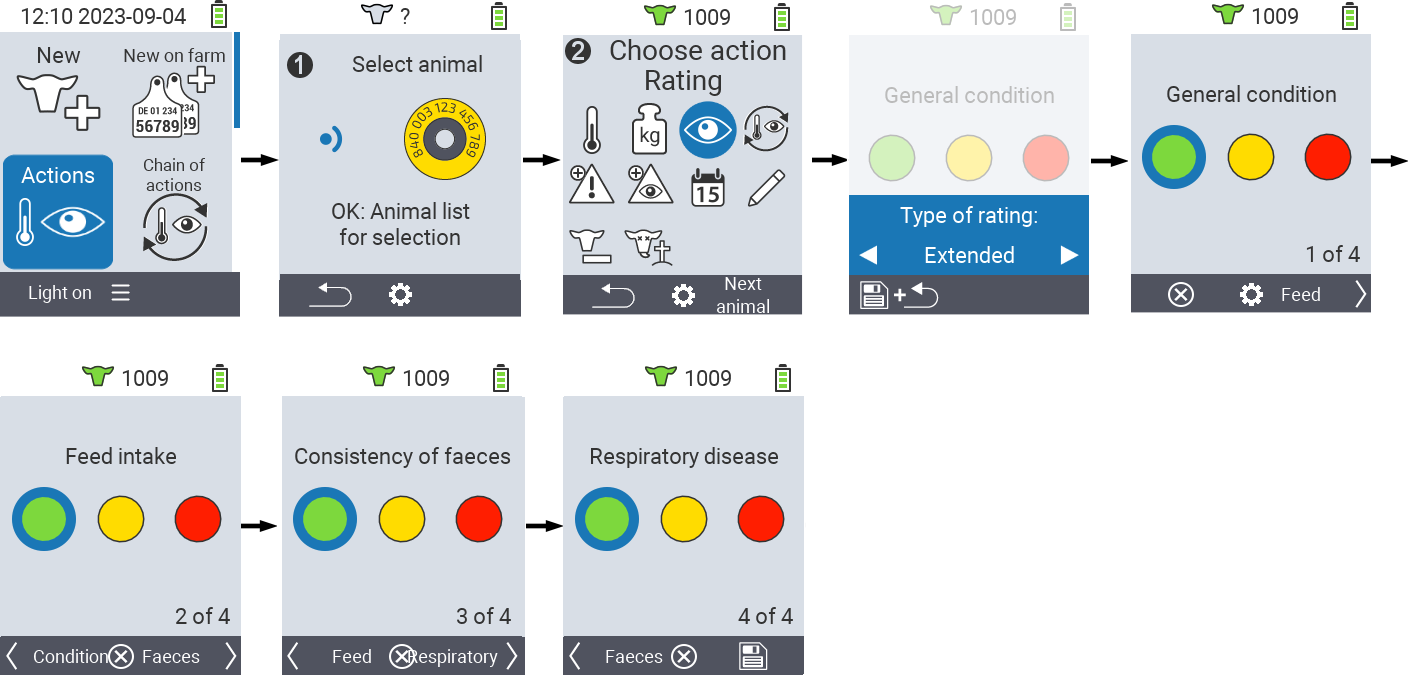 12:10 2023-09-04
New
New on farm
DE 01 234
56789
234
89
Actions
Chain of
actions
Light on
?
1
Select animal
840 003 123 456 789
OK: Animal list
for selection
1009
2
Choose action
Rating
kg
15
Next
animal
1009
General condition
Type of rating:
Extended
1009
General condition
1 of 4
Feed
1009
Feed intake
2 of 4
Condition
Faeces
1009
Consistency of faeces
3 of 4
Feed
Respiratory
1009
Respiratory disease
4 of 4
Faeces